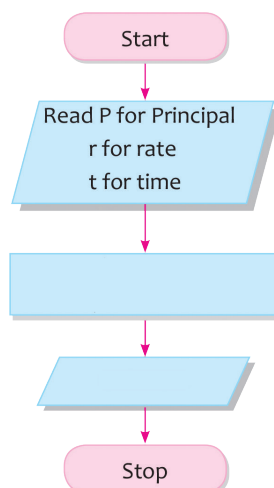 Start
Read P for Principal
r for rate
t for time
Stop